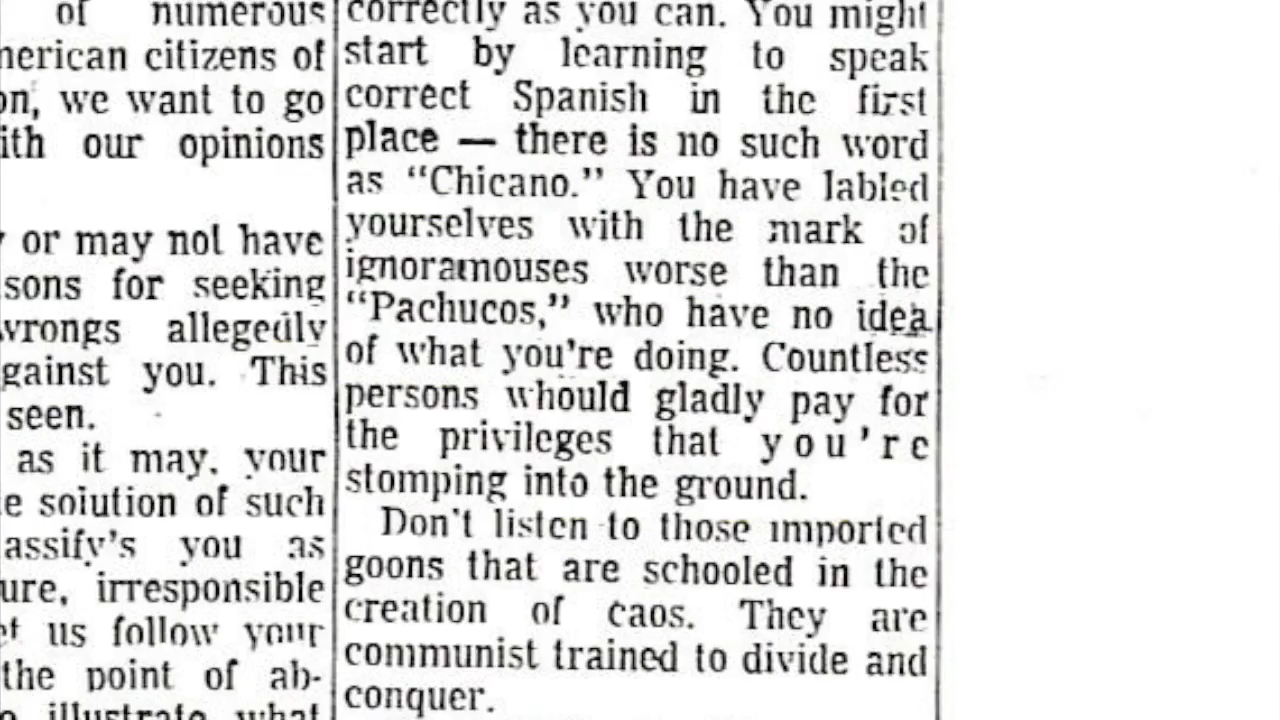 of numerous
merican citizens of
on, we want to go
ith our opinions
or may not have
sons for seeking
wrongs allegedly
gainst you. This
seen.
as it may, your
e solution of such
assify's you as
ure, irresponsible
et us follow your
the point of ab-
illustrate what
correctly as you can. You might
start by learning to speak
correct Spanish in the first
place — there is no such word
as "Chicano." You have labled
yourselves with the mark of
ignoramouses worse than the
"Pachucos," who have no idea
of what you're doing. Countless
persons whould gladly pay for
the privileges that you're
stomping into the ground.
Don't listen to those imported
goons that are schooled in the
creation of caos. They are
communist trained to divide and
conquer.